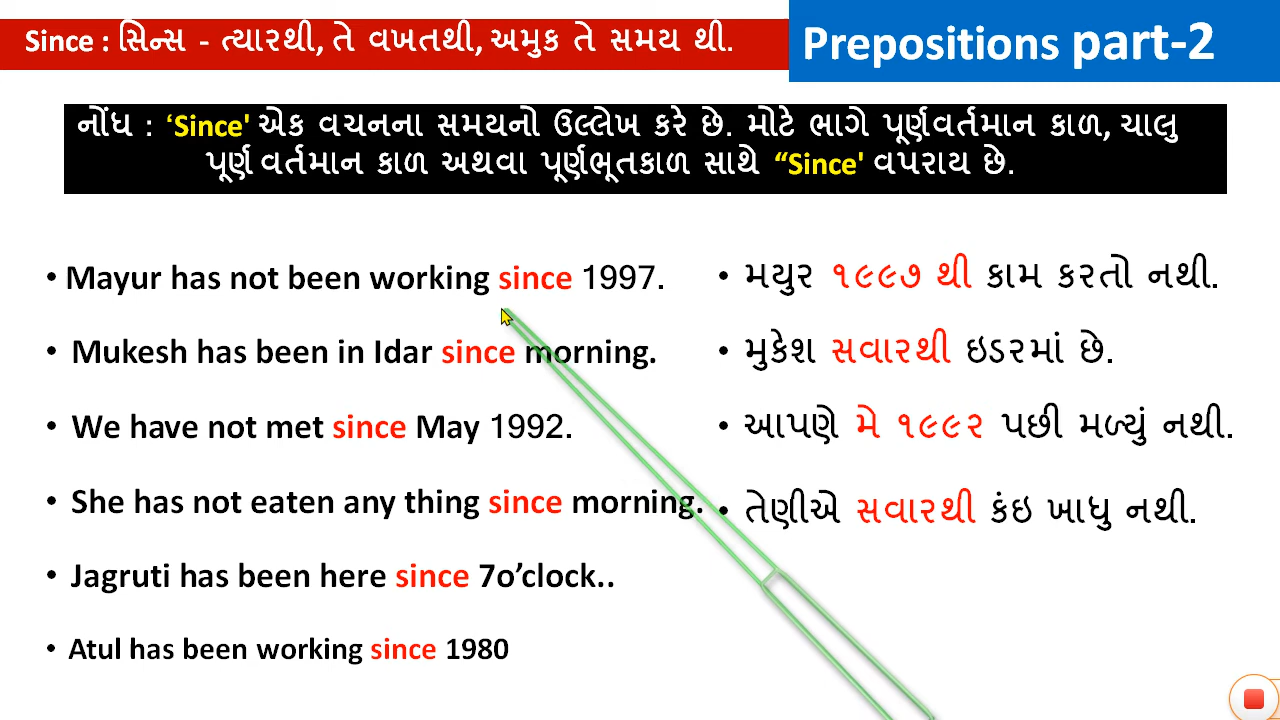 Since : સિન્સ - ત્યારથી, તે વખતથી, અમુક તે સમય થી.
Prepositions part-2
નોંધ : ‘Since' એક વચનના સમયનો ઉલ્લેખ કરે છે. મોટે ભાગે પૂર્ણવર્તમાન કાળ, ચાલુ
પૂર્ણ વર્તમાન કાળ અથવા પૂર્ણભૂતકાળ સાથે “Since' વપરાય છે.
• Mayur has not been working since 1997.
• મયુર ૧૯૯૭ થી કામ કરતો નથી.
• Mukesh has been in Idar since morning.
• મુકેશ સવારથી ઇડરમાં છે.
• We have not met since May 1992.
• આપણે મે ૧૯૯૨ પછી મળ્યું નથી.
• She has not eaten any thing since morning.
• તેણીએ સવારથી કંઇ ખાધુ નથી.
• Jagruti has been here since 7o’clock..
• Atul has been working since 1980